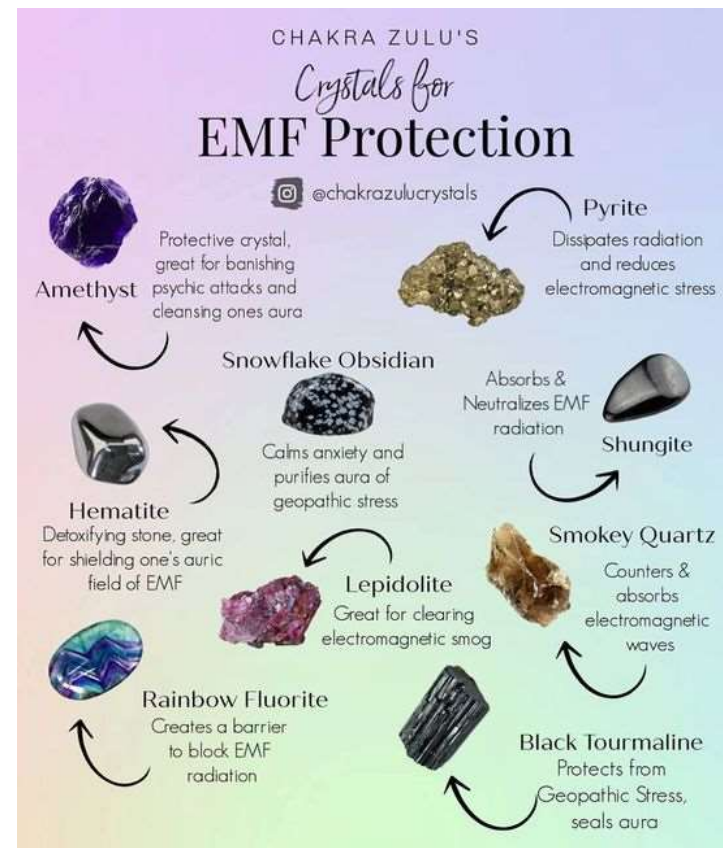 CHAKRA ZULU'S
Crystals for
EMF Protection
@chakrazulucrystals
Amethyst
Protective crystal,
great for banishing
psychic attacks and
cleansing ones aura
Pyrite
Dissipates radiation
and reduces
electromagnetic stress
Snowflake Obsidian
Calms anxiety and
purifies aura of
geopathic stress
Absorbs &
Neutralizes EMF
radiation
Shungite
Hematite
Detoxifying stone, great
for shielding one's auric
field of EMF
Lepidolite
Great for clearing
electromagnetic smog
Smokey Quartz
Counters &
absorbs
electromagnetic
waves
Rainbow Fluorite
Creates a barrier
to block EMF
radiation
Black Tourmaline
Protects from
Geopathic Stress,
seals aura